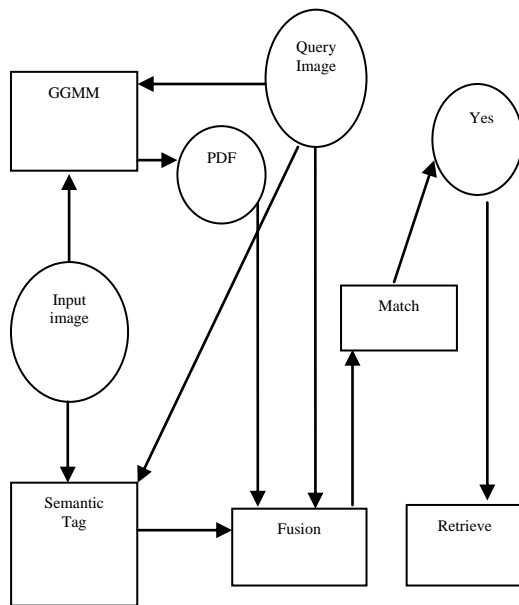 Query
Image
GGMM
Yes
PDF
Input
image
Match
Semantic
Tag
Fusion
Retrieve